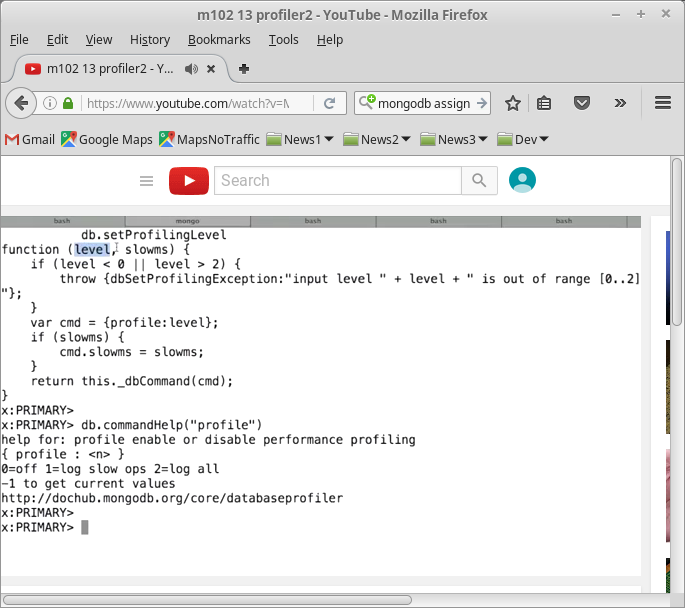 m102 13 profiler2 - YouTube - Mozilla Firefox
File Edit View History Bookmarks Tools Help
m102 13 profiler2 - Y...
https://www.youtube.com/watch?v=M
mongodb assign
Gmail Google Maps MapsNoTraffic News1 News2 News3 Dev
Search
bash mongo bash bash bash
db.setProfilingLevel
function (level, slowms) {
if (level < 0 || level > 2) {
throw {dbSetProfilingException:"input level " + level + " is out of range [0..2]
"};
}
var cmd = {profile:level};
if (slowms) {
cmd.slowms = slowms;
}
return this._dbCommand(cmd);
}
x:PRIMARY>
x:PRIMARY> db.commandHelp("profile")
help for: profile enable or disable performance profiling
{ profile : <n> }
0=off 1=log slow ops 2=log all
-1 to get current values
http://dochub.mongodb.org/core/databaseprofiler
x:PRIMARY>
x:PRIMARY>